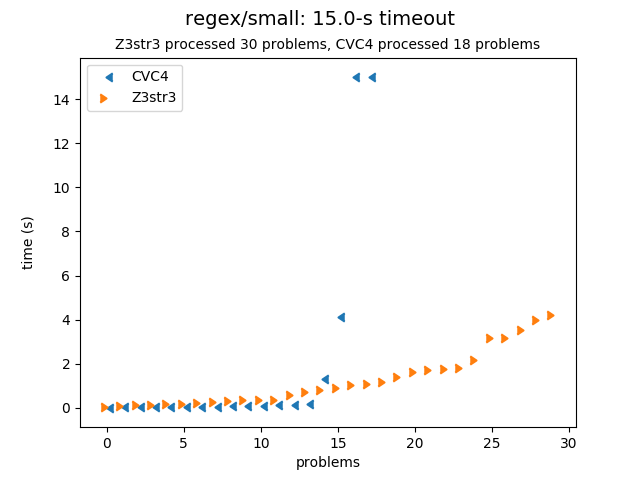 regex/small: 15.0-s timeout
Z3str3 processed 30 problems, CVC4 processed 18 problems
CVC4
Z3str3
14
12
10
8
6
4
2
0
time (s)
0 5 10 15 20 25 30
problems